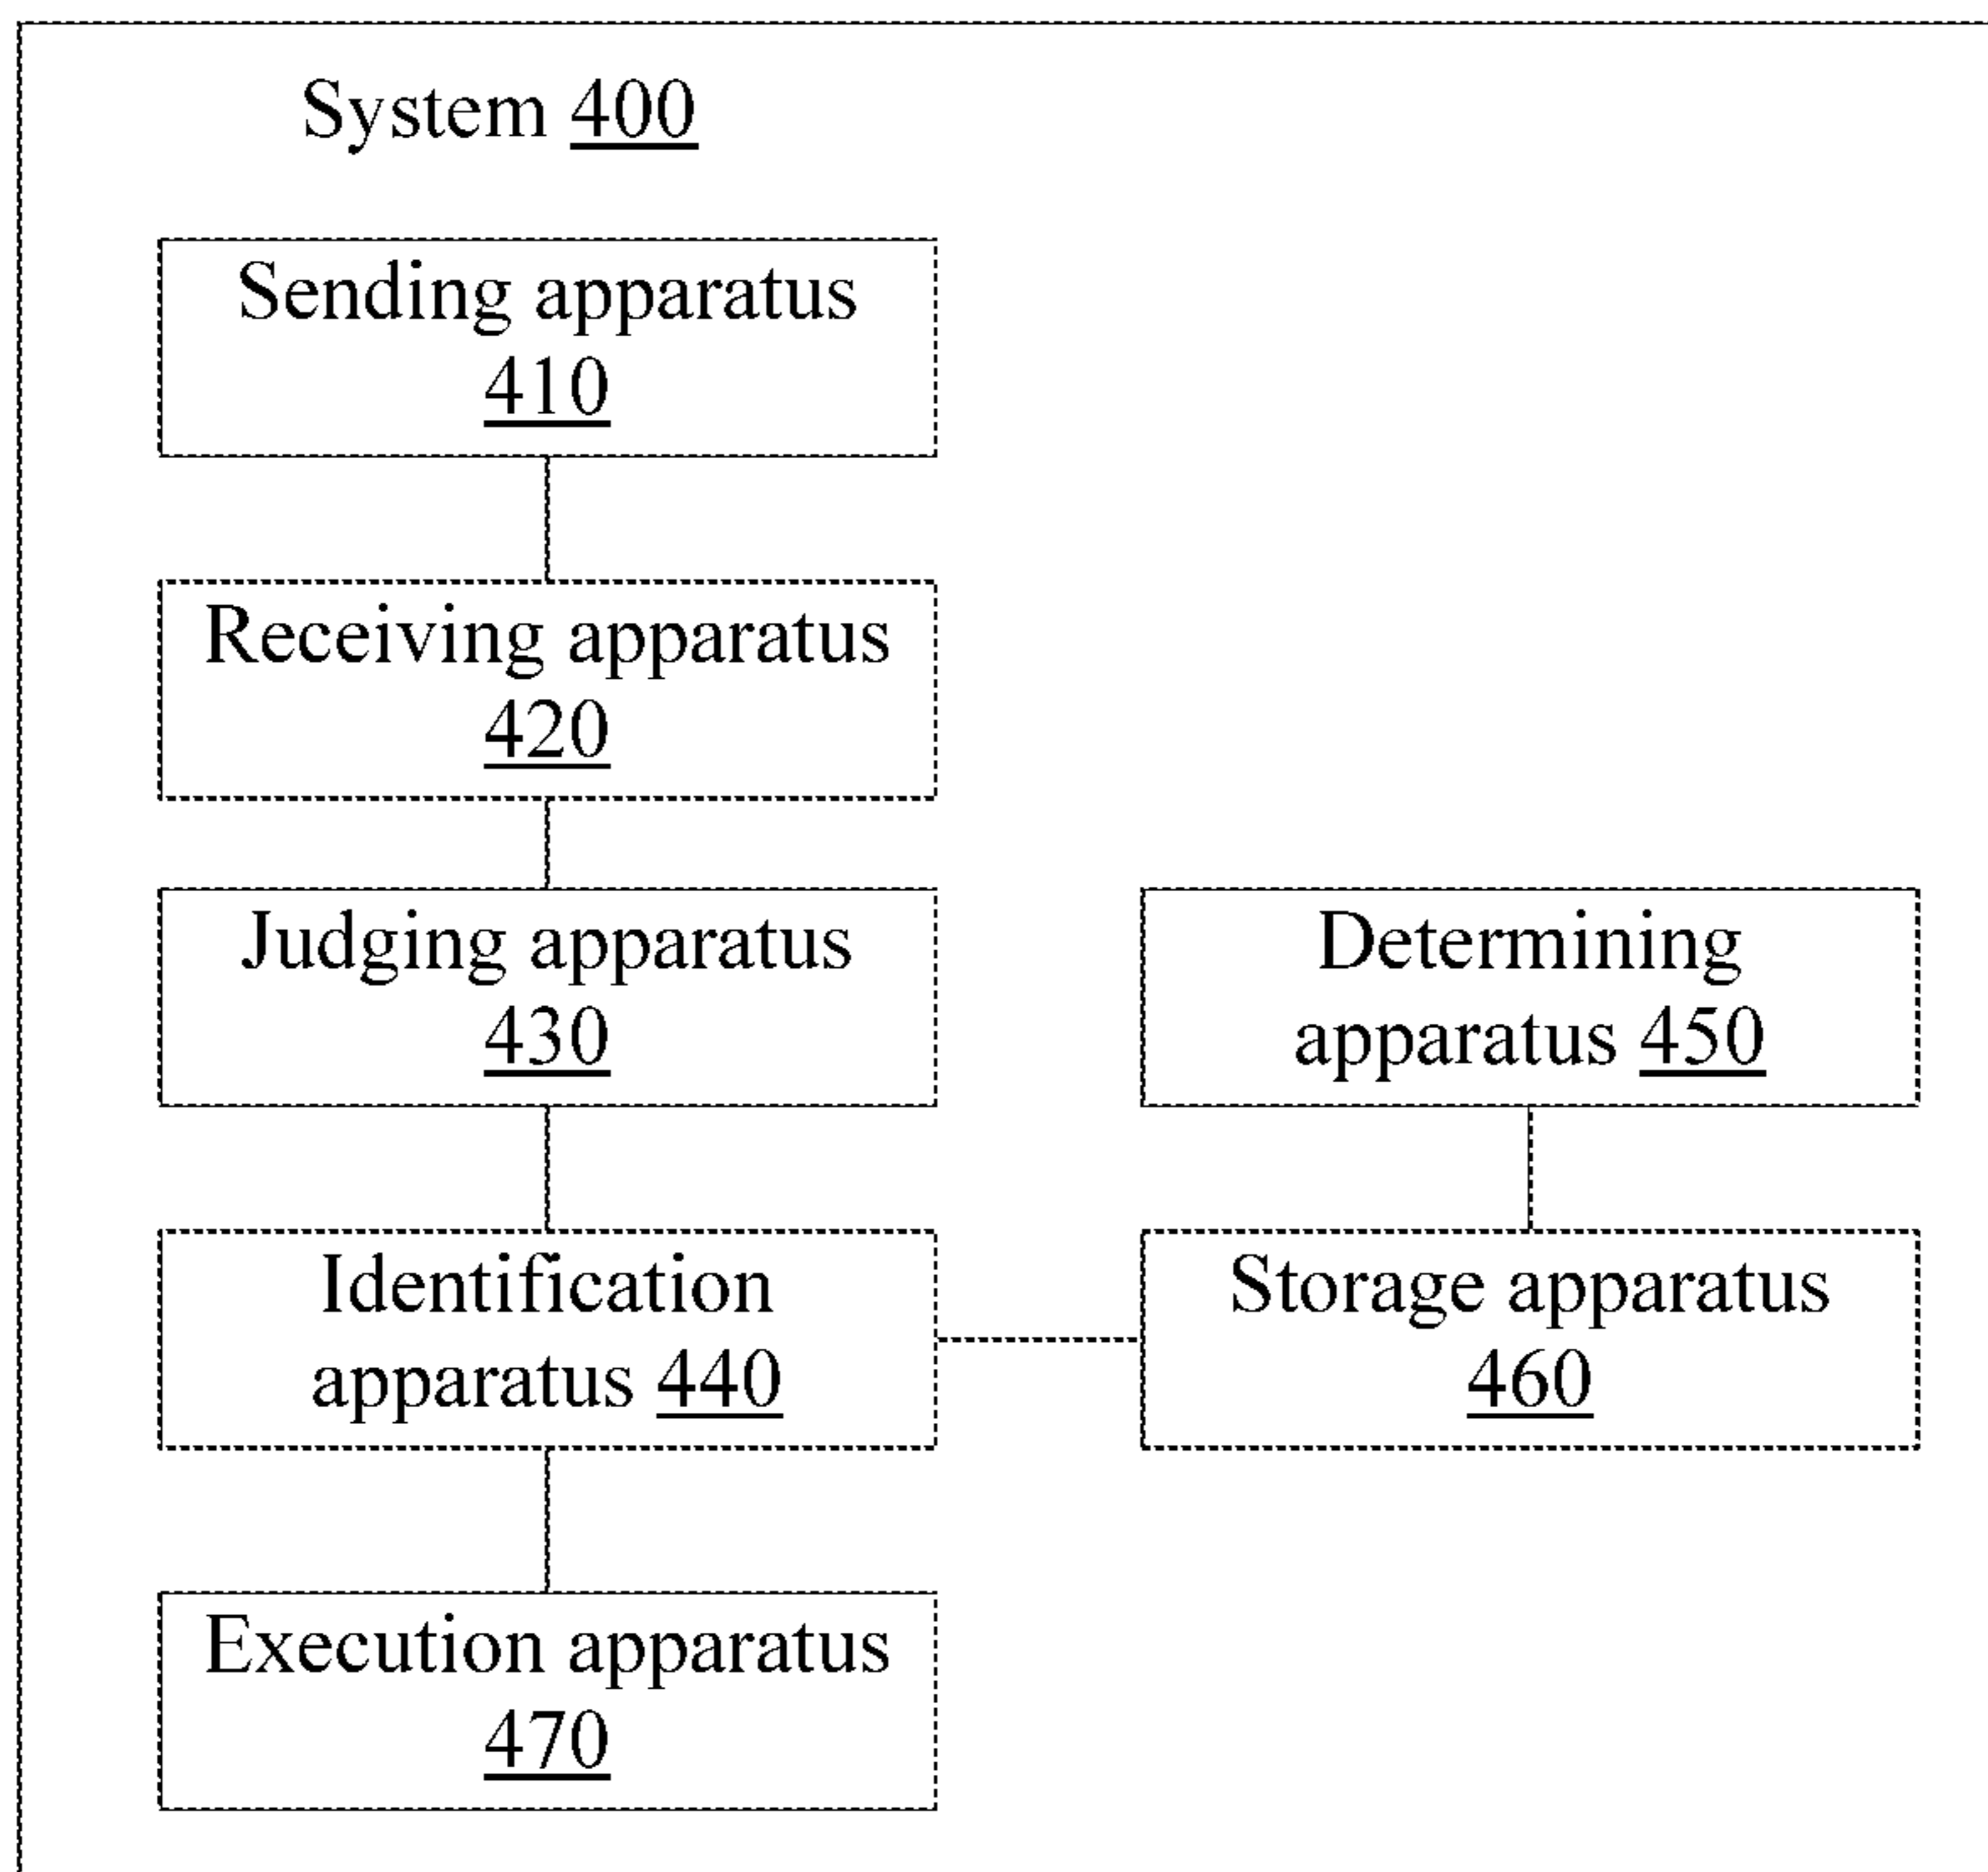 System 400
Sending apparatus
410
Receiving apparatus
420
Judging apparatus
430
Determining
apparatus 450
Identification
apparatus 440
Storage apparatus
460
Execution apparatus
470